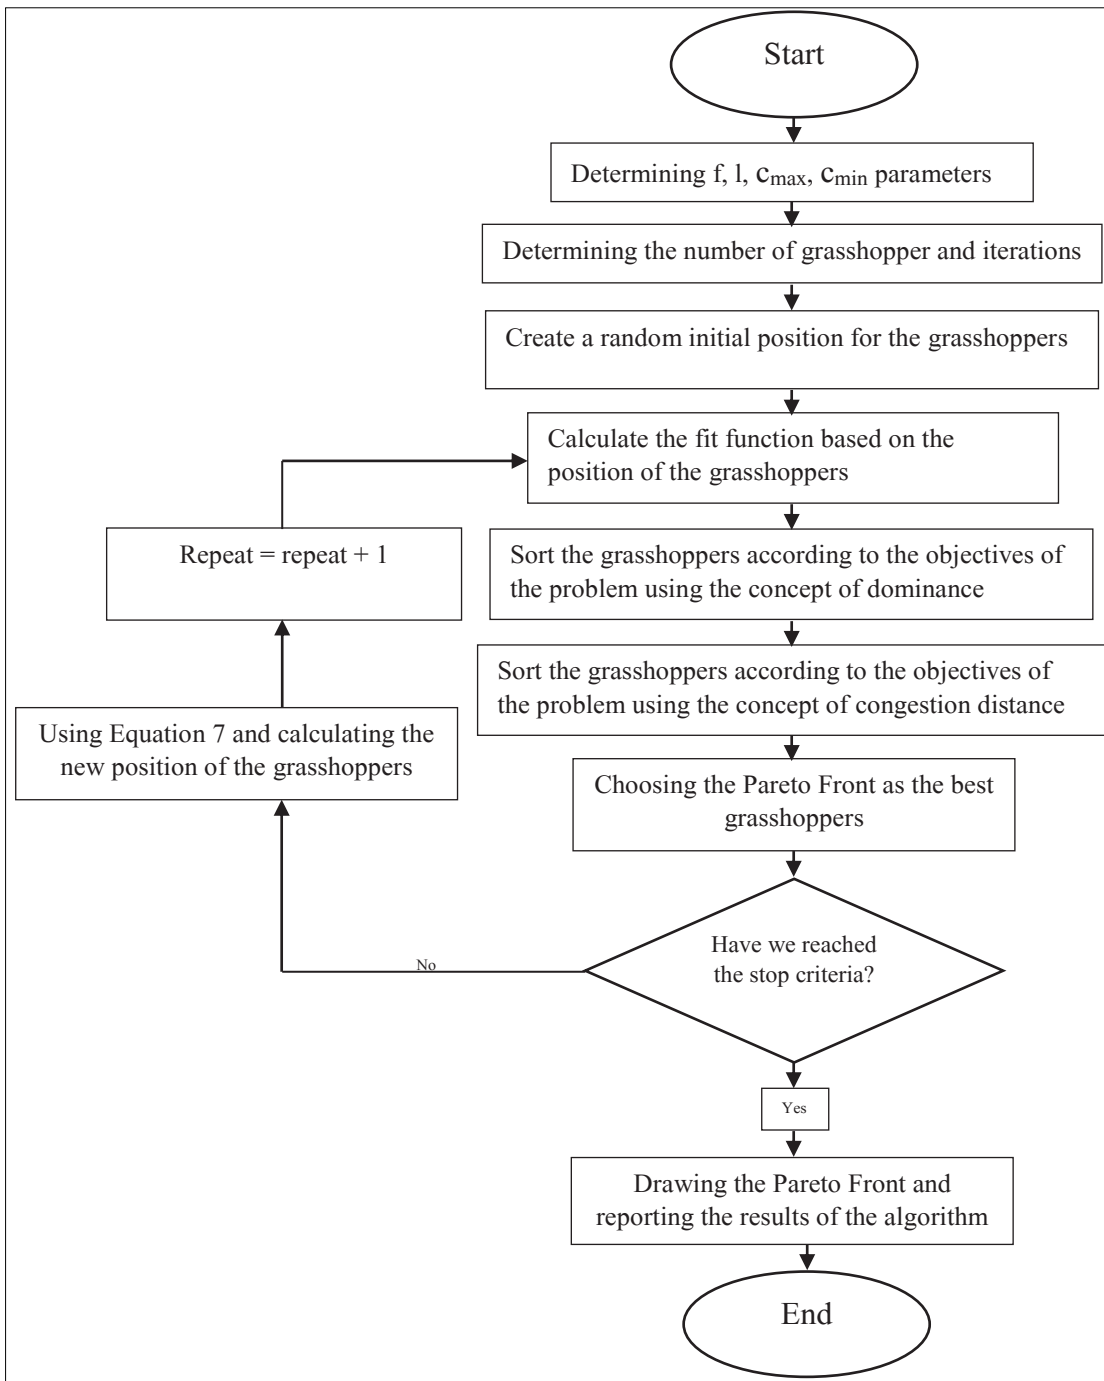 Start
Determining f, l, cmax, cmin parameters
Determining the number of grasshopper and iterations
Create a random initial position for the grasshoppers
Calculate the fit function based on the
position of the grasshoppers
Repeat = repeat + 1
Sort the grasshoppers according to the objectives of
the problem using the concept of dominance
Sort the grasshoppers according to the objectives of
the problem using the concept of congestion distance
Using Equation 7 and calculating the
new position of the grasshoppers
Choosing the Pareto Front as the best
grasshoppers
Have we reached
the stop criteria?
No
Yes
Drawing the Pareto Front and
reporting the results of the algorithm
End